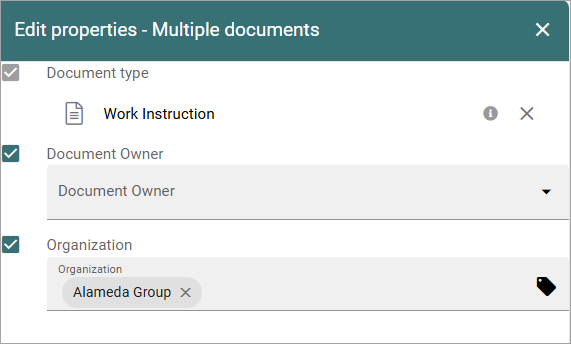 Edit properties - Multiple documents
Document type
Work Instruction
Document Owner
Document Owner
Organization
Organization
Alameda Group